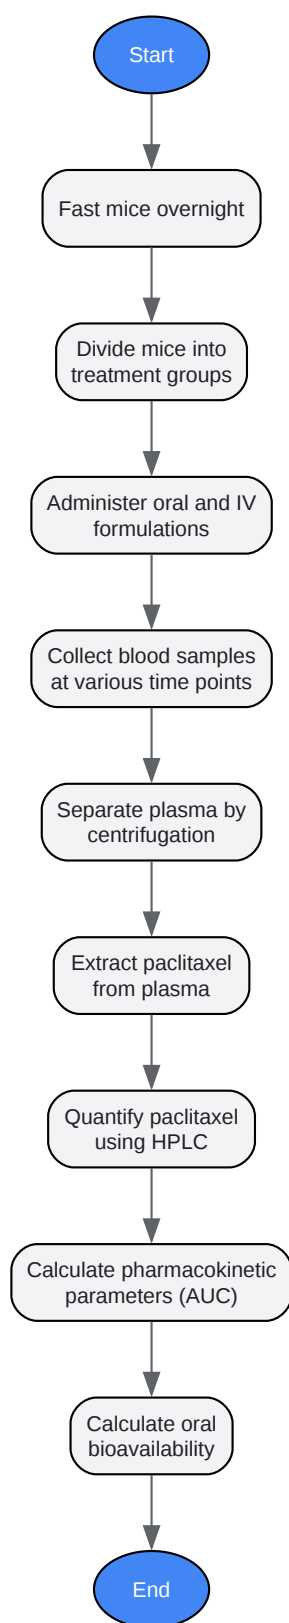 Start
Fast mice overnight
Divide mice into
treatment groups
Administer oral and IV
formulations
Collect blood samples
at various time points
Separate plasma by
centrifugation
Extract paclitaxel
from plasma
Quantify paclitaxel
using HPLC
Calculate pharmacokinetic
parameters (AUC)
Calculate oral
bioavailability
End